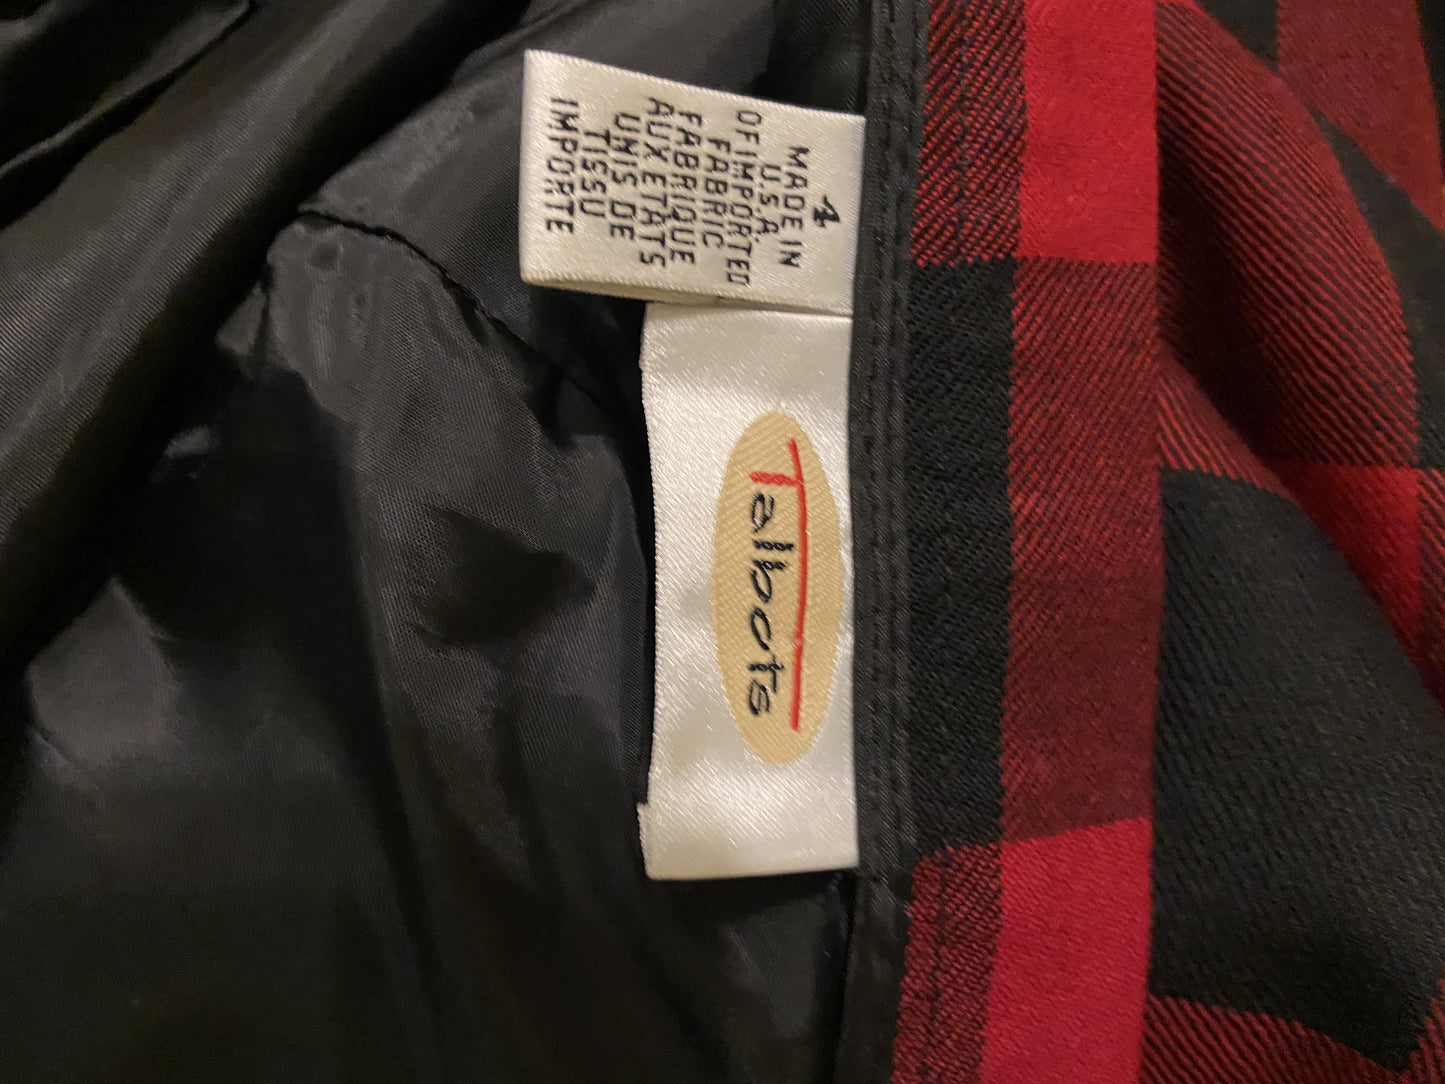 4
MADE IN
U.S.A.
OF IMPORTED
FABRIC
FABRIQUE
AUX ETATS
UNIS DE
TISSU
IMPORTE
Talbots